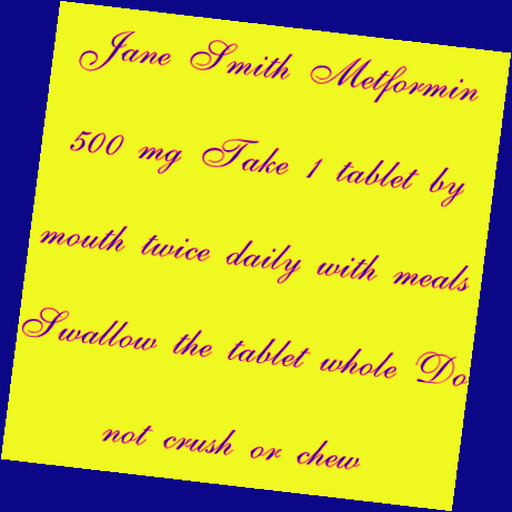 Jane Smith Metformin
500 mg Take 1 tablet by
mouth twice daily with meals
Swallow the tablet whole Do
not crush or chew